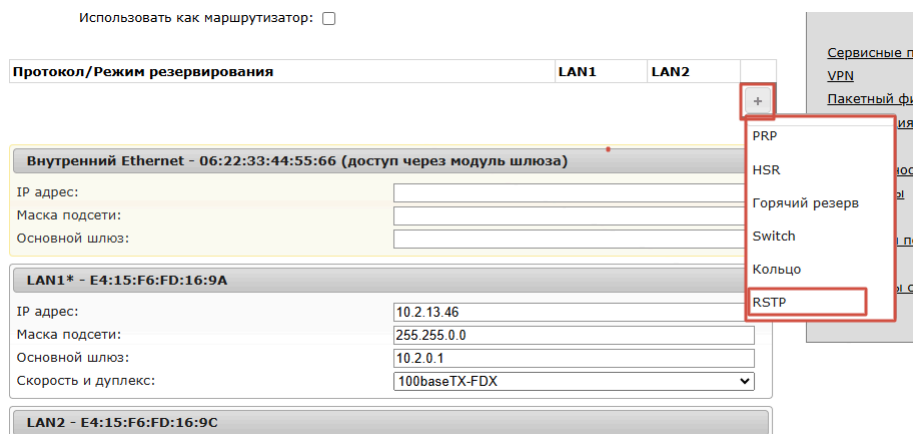 Использовать как маршрутизатор:
Протокол/Режим резервирования LAN1 LAN2
+
PRP
HSR
Горячий резерв
Switch
Кольцо
RSTP
Внутренний Ethernet - 06:22:33:44:55:66 (доступ через модуль шлюза)
IP адрес:
Маска подсети:
Основной шлюз:
LAN1* - E4:15:F6:FD:16:9A
IP адрес: 10.2.13.46
Маска подсети: 255.255.0.0
Основной шлюз: 10.2.0.1
Скорость и дуплекс: 100baseTX-FDX
LAN2 - E4:15:F6:FD:16:9C
Сервисные п
VPN
Пакетный фи